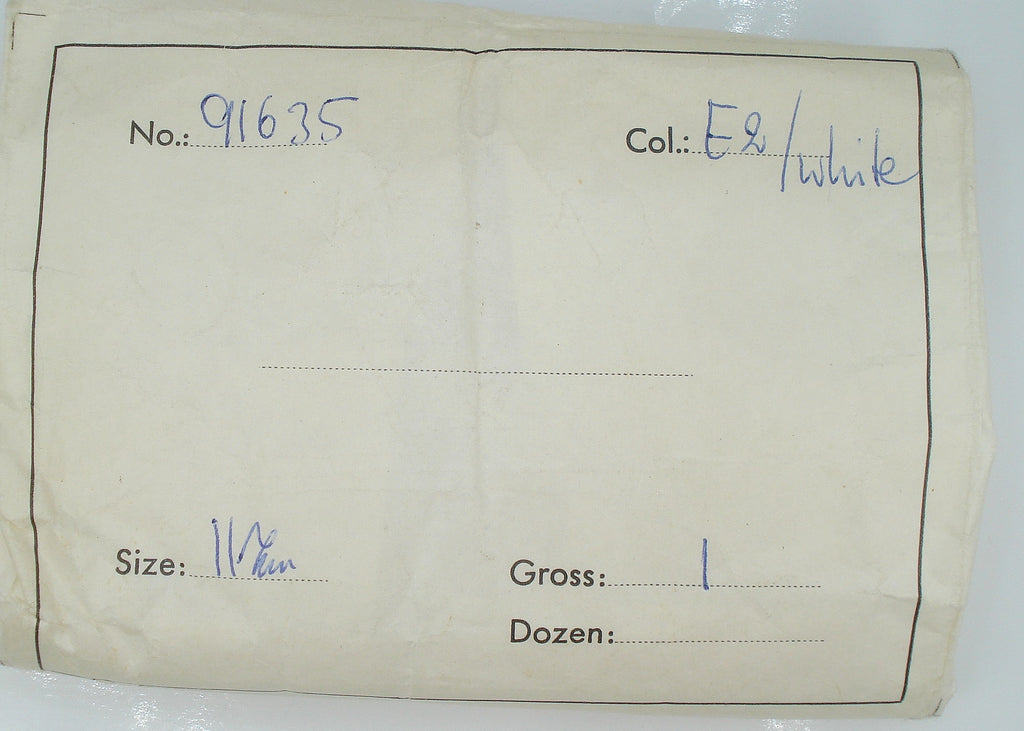 No.: 91635
Col.: E2/white
Size: 11
Gross: 1
Dozen: